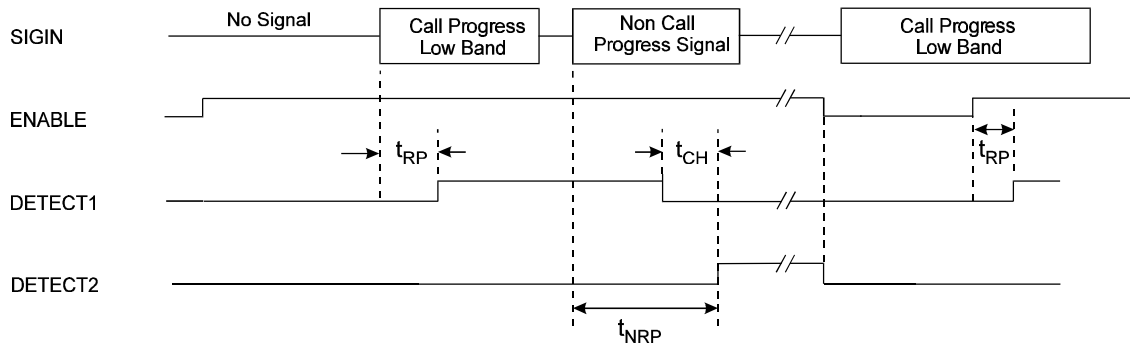 SIGIN
No Signal
Call Progress
Low Band
Non Call
Progress Signal
Call Progress
Low Band
ENABLE
tRP
tCH
tRP
DETECT1
DETECT2
tNRP